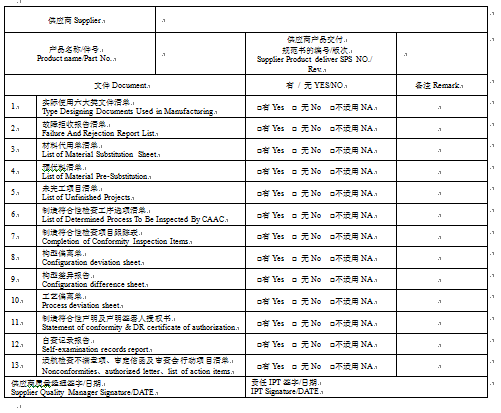 供应商 Supplier
产品名称/件号
Product name/Part No.
供应商产品交付
规范书的编号/版次
Supplier Product deliver SPS NO./
Rev.
文件 Document
有 / 无 YES/NO
备注 Remark
1. 实际使用六大类文件清单
Type Designing Documents Used in Manufacturing
□有 Yes □ 无 No □不适用 NA
2. 故障拒收报告清单
Failure And Rejection Report List
□有 Yes □ 无 No □不适用 NA
3. 材料代用单清单
List of Material Substitution Sheet
□有 Yes □ 无 No □不适用 NA
4. 预优税清单
List of Material Pre-Substitution
□有 Yes □ 无 No □不适用 NA
5. 未完工项目清单
List of Unfinished Projects
□有 Yes □ 无 No □不适用 NA
6. 制造符合性检查工序选项清单
List of Determined Process To Be Inspected By CAAC
□有 Yes □ 无 No □不适用 NA
7. 制造符合性检查项目跟踪表
Completion of Conformity Inspection Items
□有 Yes □ 无 No □不适用 NA
8. 构型偏离单
Configuration deviation sheet
□有 Yes □ 无 No □不适用 NA
9. 构型差异报告
Configuration difference sheet
□有 Yes □ 无 No □不适用 NA
10. 工艺偏离单
Process deviation sheet
□有 Yes □ 无 No □不适用 NA
11. 制造符合性声明及声明签署人授权书
Statement of conformity & DR certificate of authorization
□有 Yes □ 无 No □不适用 NA
12. 自查记录报告
Self-examination records report
□有 Yes □ 无 No □不适用 NA
13. 适航检查不满意项、审定信函及审查会行动项目清单
Nonconformities, authorized letter, list of action items
□有 Yes □ 无 No □不适用 NA
供应商质量经理签字/日期
Supplier Quality Manager Signature/DATE
责任 IPT 签字/日期
IPT Signature/DATE